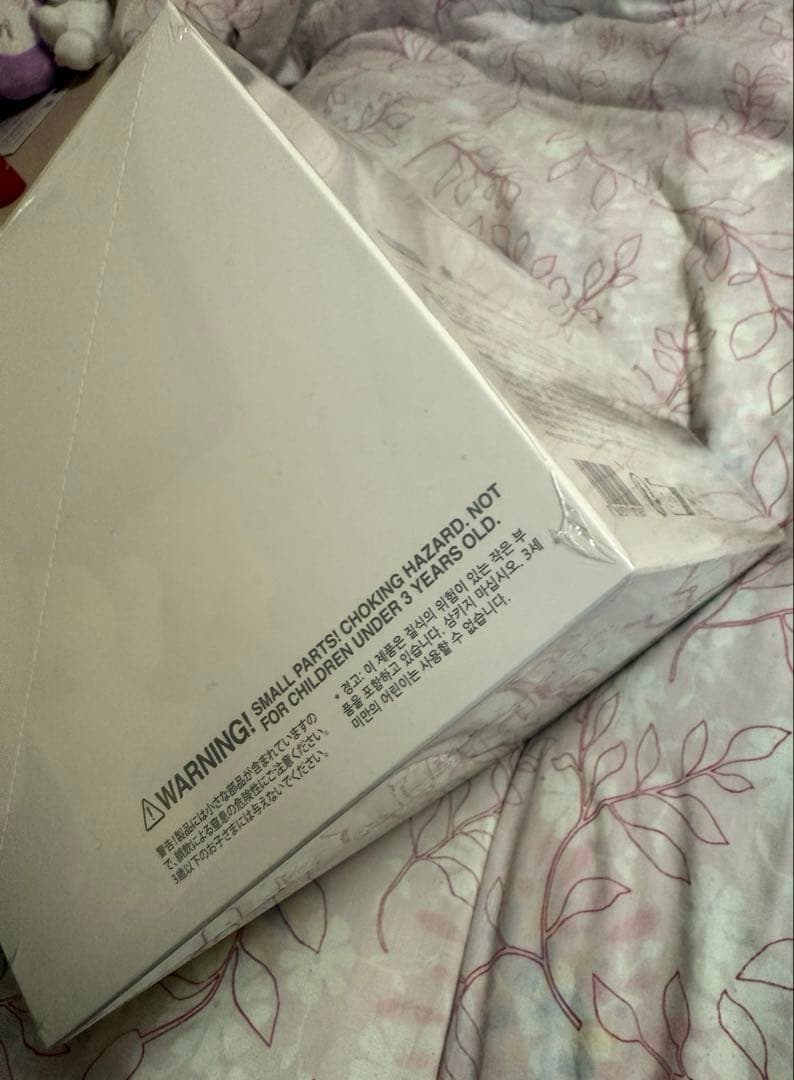 WARNING! SMALL PARTS! CHOKING HAZARD. NOT
FOR CHILDREN UNDER 3 YEARS OLD.
警告!製品には小さな部品が含まれていますの
で、誤飲による窒息の危険性にご注意ください。
3歳以下のお子さまには与えないでください。
* 경고: 이 제품은 질식의 위험이 있는 작은 부
품을 포함하고 있습니다. 삼키지 마십시오. 3세
미만의 어린이는 사용할 수 없습니다.